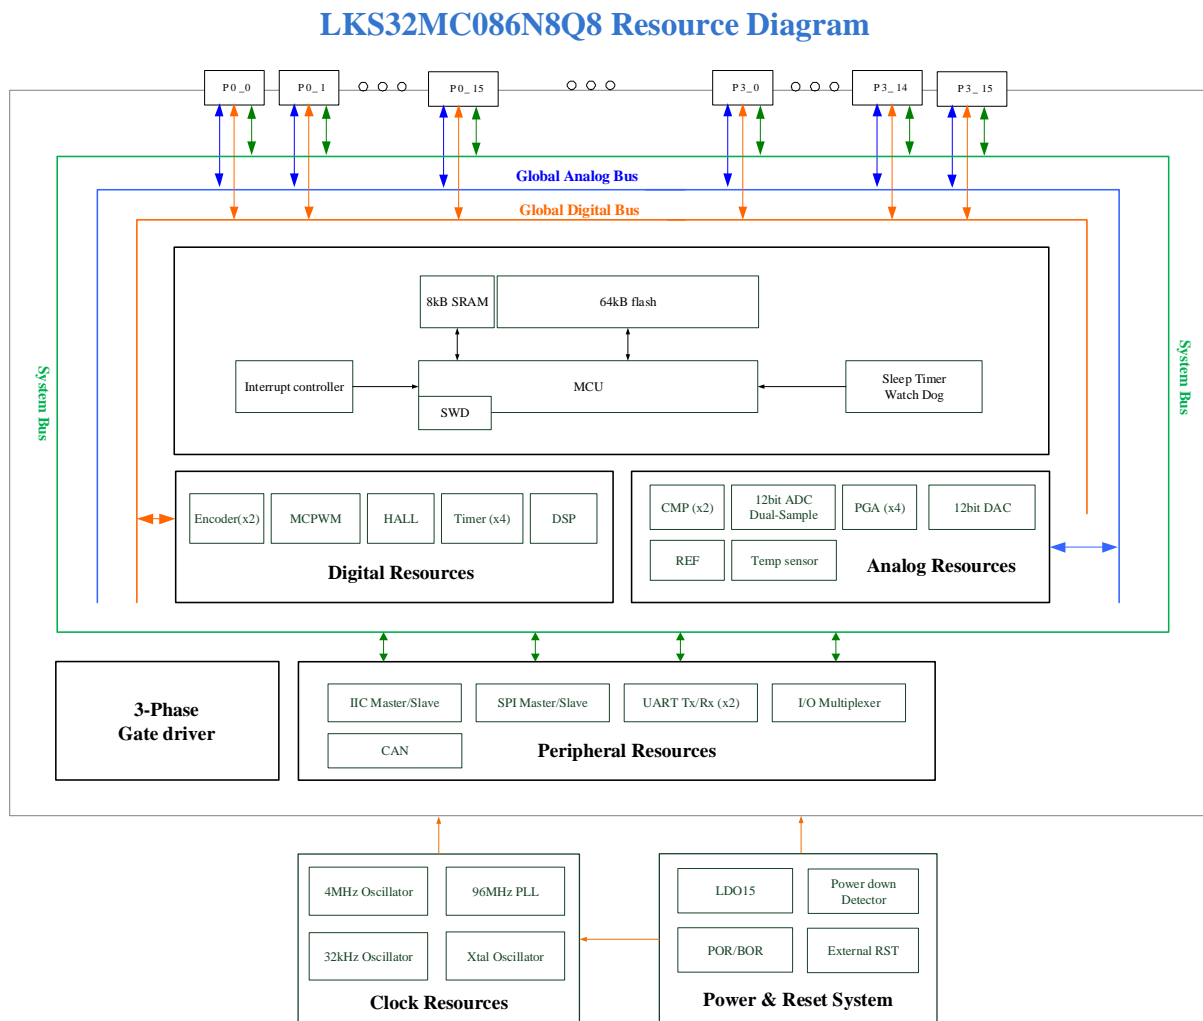 LKS32MC086N8Q8 Resource Diagram
P0_0
P0_1
P0_15
P3_0
P3_14
P3_15
Global Analog Bus
Global Digital Bus
System Bus
System Bus
8kB SRAM
64kB flash
Interrupt controller
MCU
SWD
Sleep Timer
Watch Dog
Encoder(x2)
MCPWM
HALL
Timer (x4)
DSP
Digital Resources
CMP (x2)
12bit ADC
Dual-Sample
PGA (x4)
12bit DAC
REF
Temp sensor
Analog Resources
3-Phase
Gate driver
IIC Master/Slave
SPI Master/Slave
UART Tx/Rx (x2)
I/O Multiplexer
CAN
Peripheral Resources
4MHz Oscillator
96MHz PLL
32kHz Oscillator
Xtal Oscillator
Clock Resources
LDO15
Power down
Detector
POR/BOR
External RST
Power & Reset System